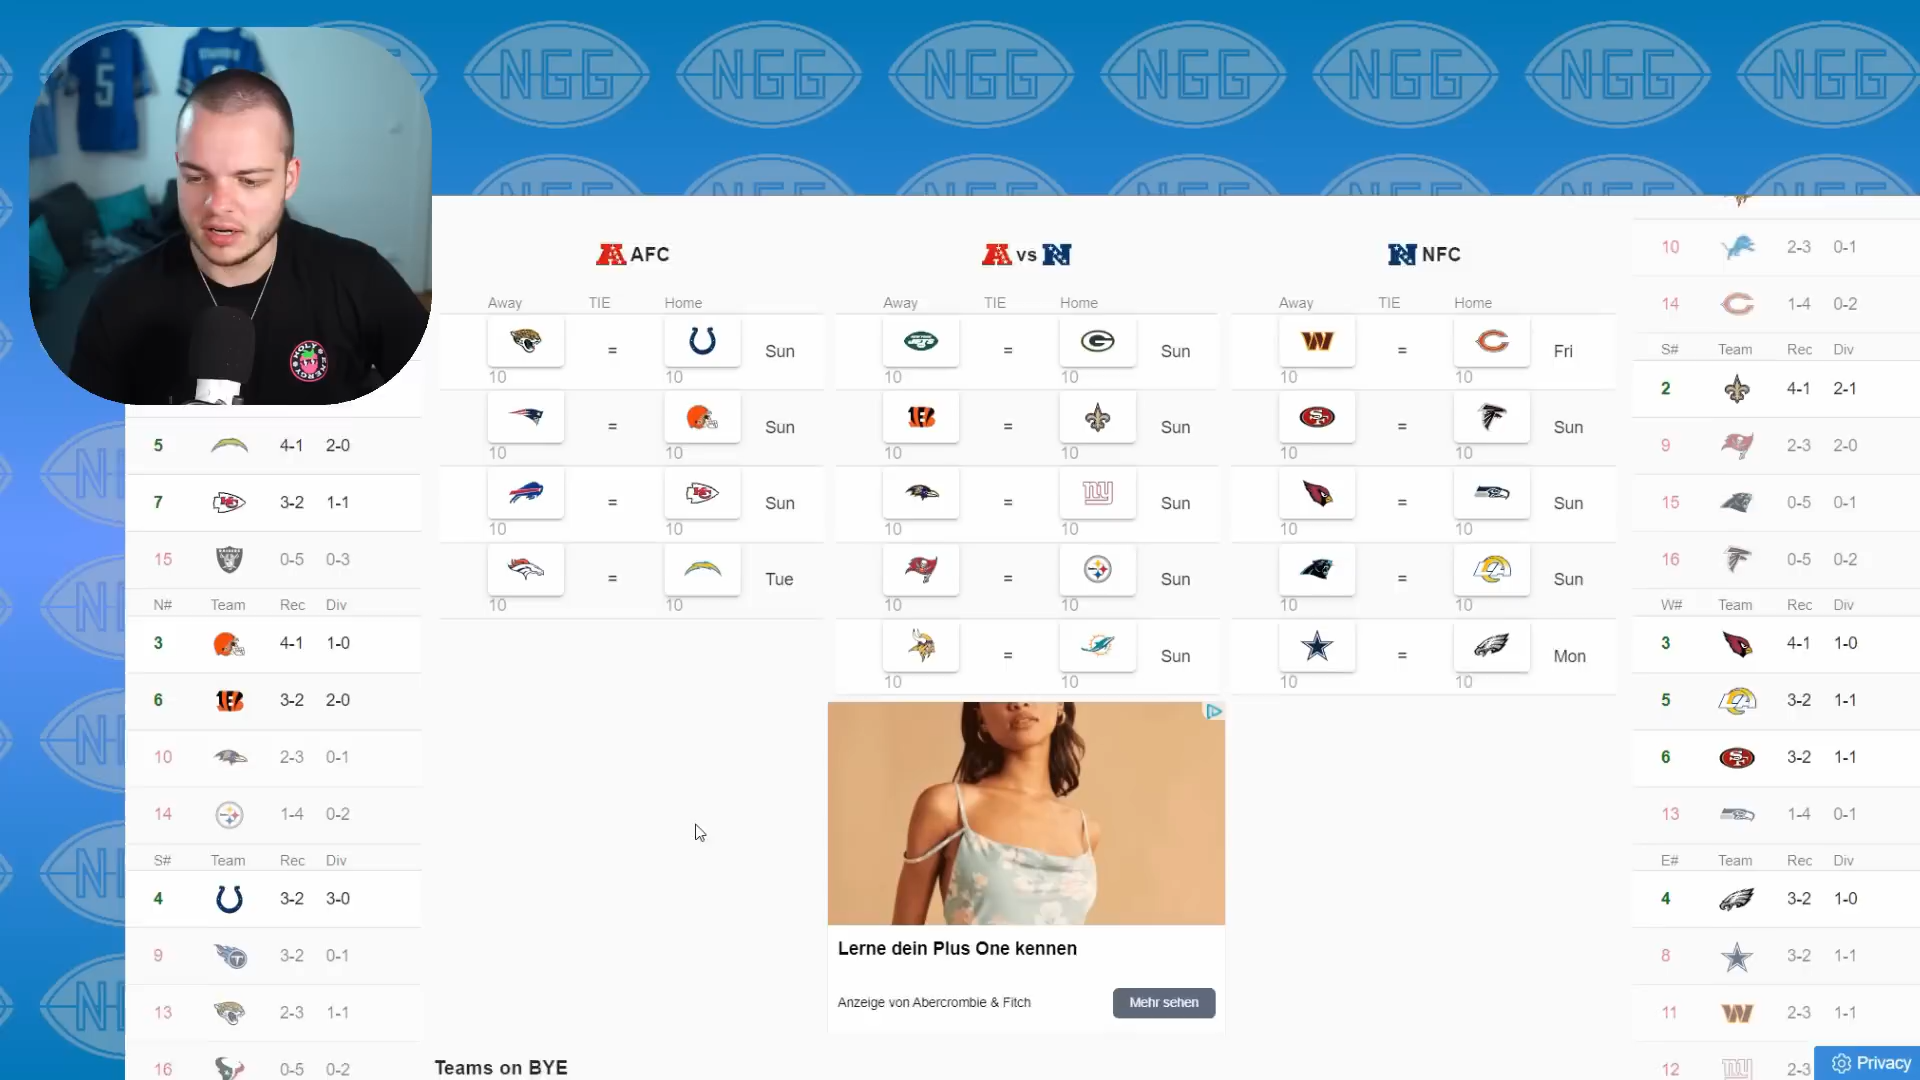 NGG NGG NGG NGG NGG NGG NGG
5
HOLY ENERGY
AFC
Away TIE Home
= Sun
10 10
= Sun
10 10
= Sun
10 10
= Tue
10 10
vs
Away TIE Home
= Sun
10 10
= Sun
10 10
= Sun
10 10
= Sun
10 10
= Sun
10 10
NFC
Away TIE Home
= Fri
10 10
= Sun
10 10
= Sun
10 10
= Sun
10 10
= Mon
10 10
5 4-1 2-0
7 3-2 1-1
15 0-5 0-3
N# Team Rec Div
3 4-1 1-0
6 3-2 2-0
10 2-3 0-1
14 1-4 0-2
S# Team Rec Div
4 3-2 3-0
9 3-2 0-1
13 2-3 1-1
16 0-5 0-2
10 2-3 0-1
14 1-4 0-2
S# Team Rec Div
2 4-1 2-1
9 2-3 2-0
15 0-5 0-1
16 0-5 0-2
W# Team Rec Div
3 4-1 1-0
5 3-2 1-1
6 3-2 1-1
13 1-4 0-1
E# Team Rec Div
4 3-2 1-0
8 3-2 1-1
11 2-3 1-1
12 2-3
Lerne dein Plus One kennen
Anzeige von Abercrombie & Fitch
Mehr sehen
Teams on BYE
Privacy